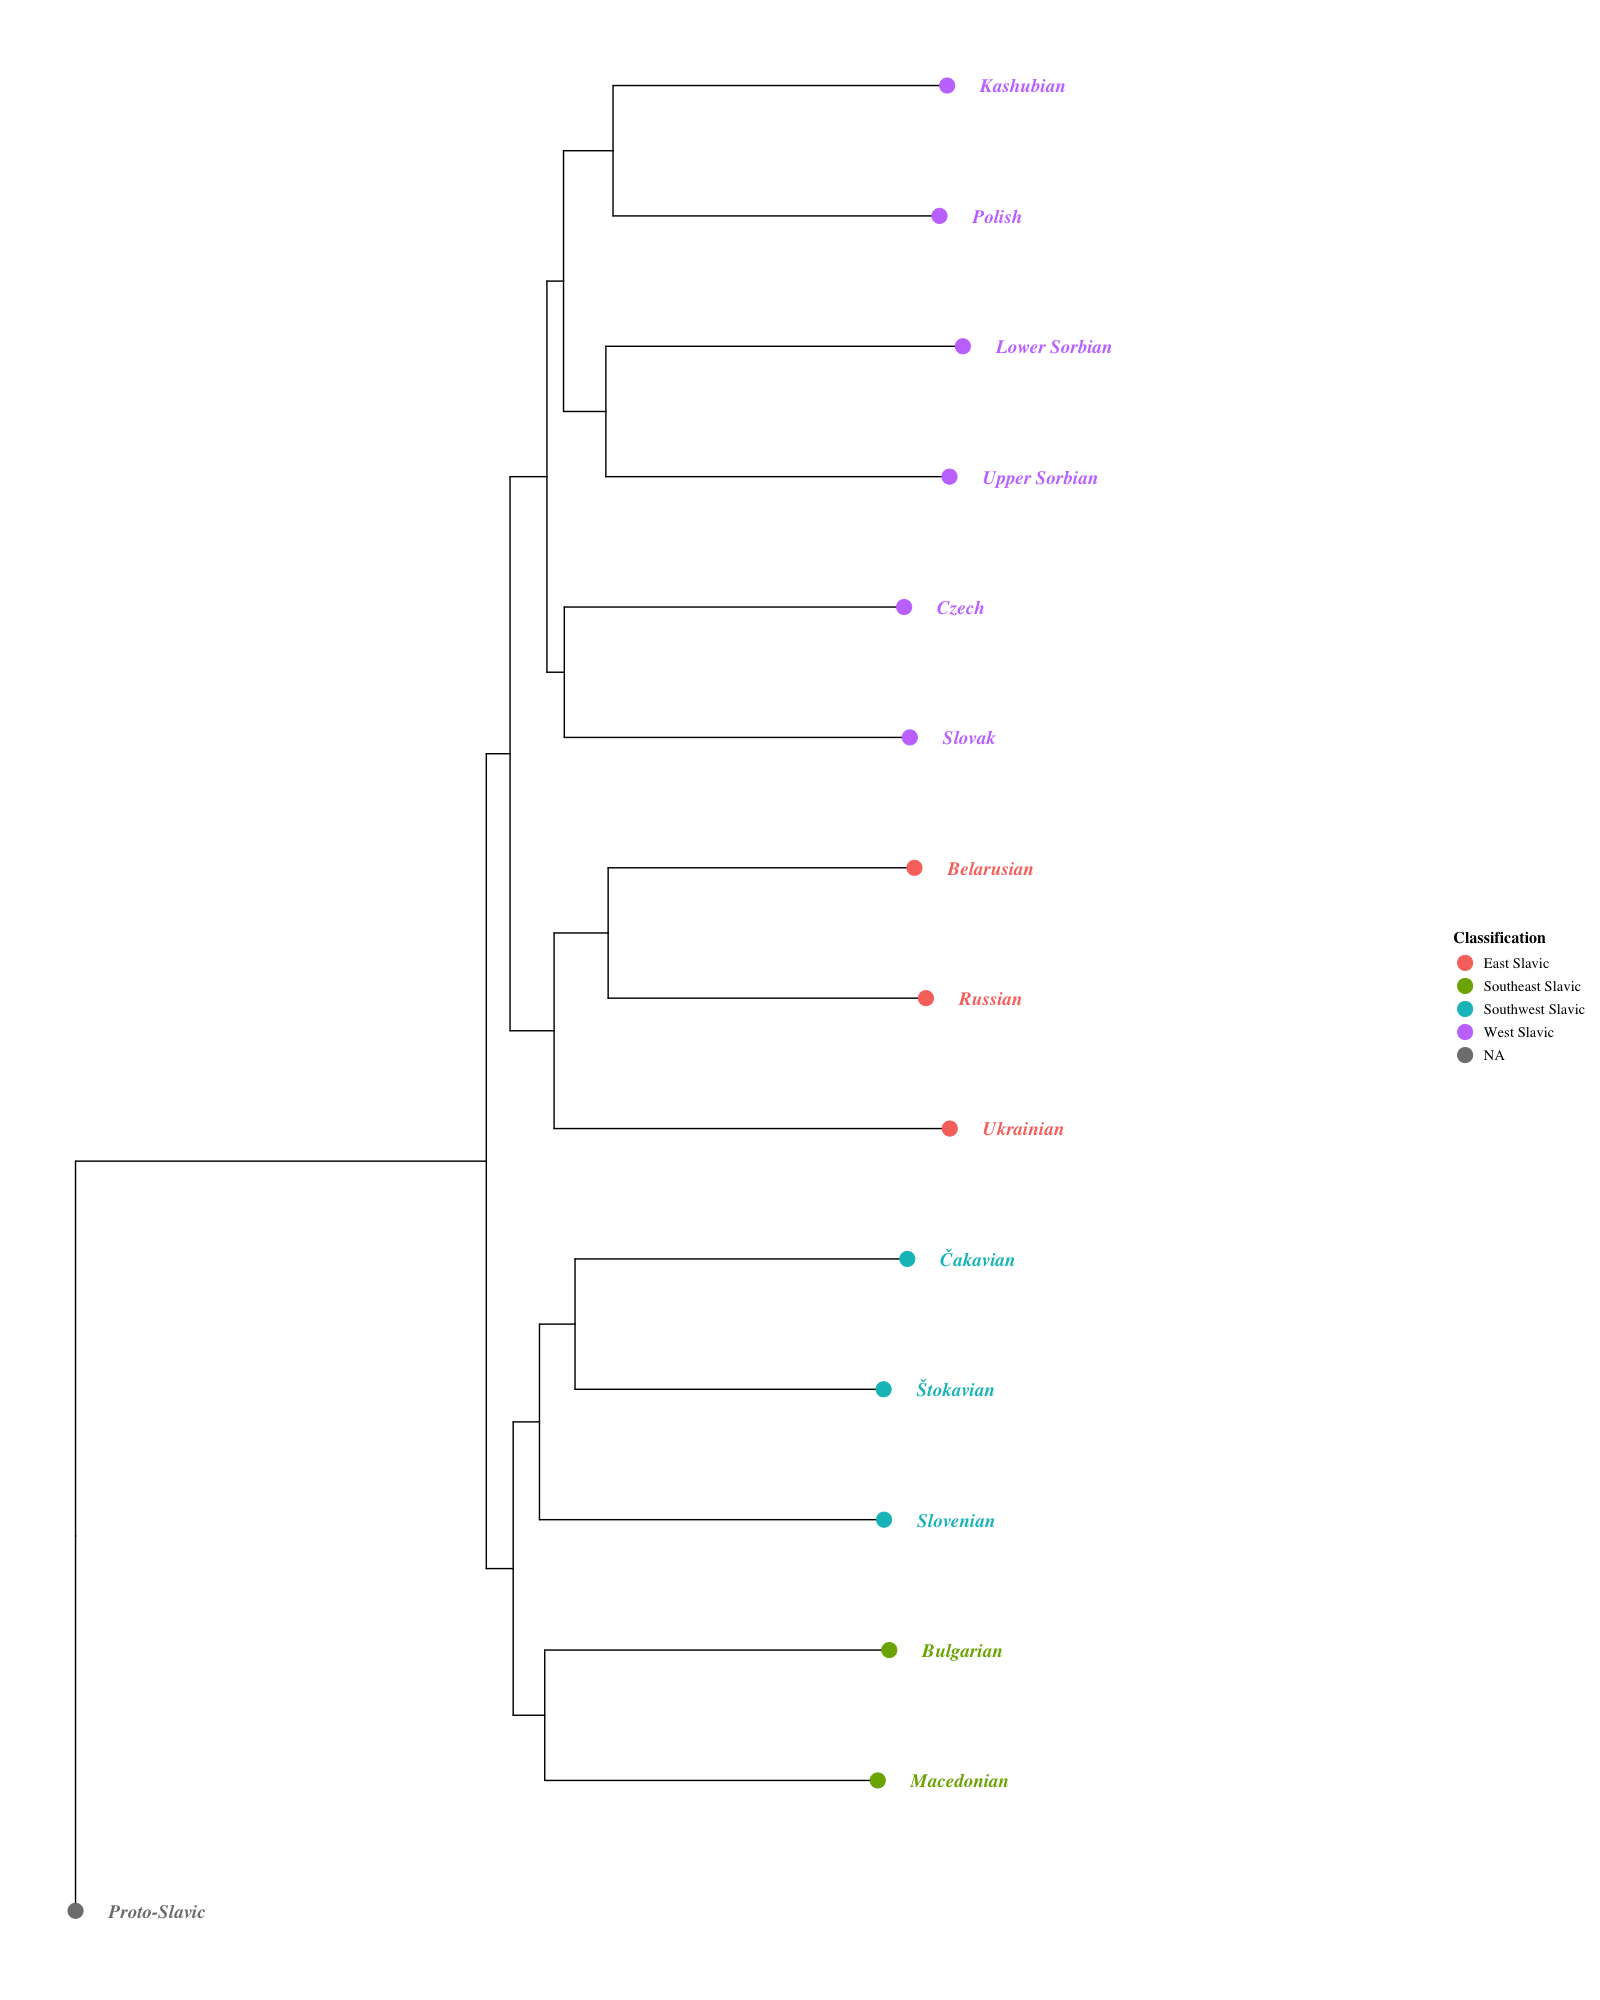 Kashubian
Polish
Lower Sorbian
Upper Sorbian
Czech
Slovak
Belarusian
Russian
Ukrainian
Čakavian
Štokavian
Slovenian
Bulgarian
Macedonian
Proto-Slavic
Classification
East Slavic
Southeast Slavic
Southwest Slavic
West Slavic
NA